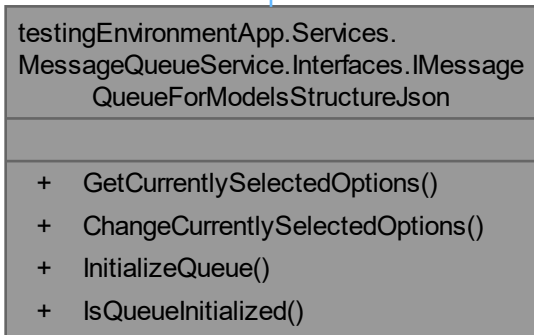 testingEnvironmentApp.Services.
MessageQueueService.Interfaces.IMessage
QueueForModelsStructureJson
+ GetCurrentlySelectedOptions()
+ ChangeCurrentlySelectedOptions()
+ InitializeQueue()
+ IsQueueInitialized()